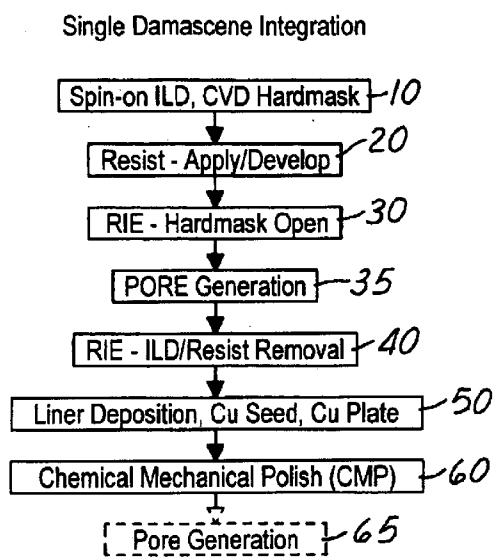 Single Damascene Integration
Spin-on ILD, CVD Hardmask 10
Resist - Apply/Develop 20
RIE - Hardmask Open 30
PORE Generation 35
RIE - ILD/Resist Removal 40
Liner Deposition, Cu Seed, Cu Plate 50
Chemical Mechanical Polish (CMP) 60
Pore Generation 65